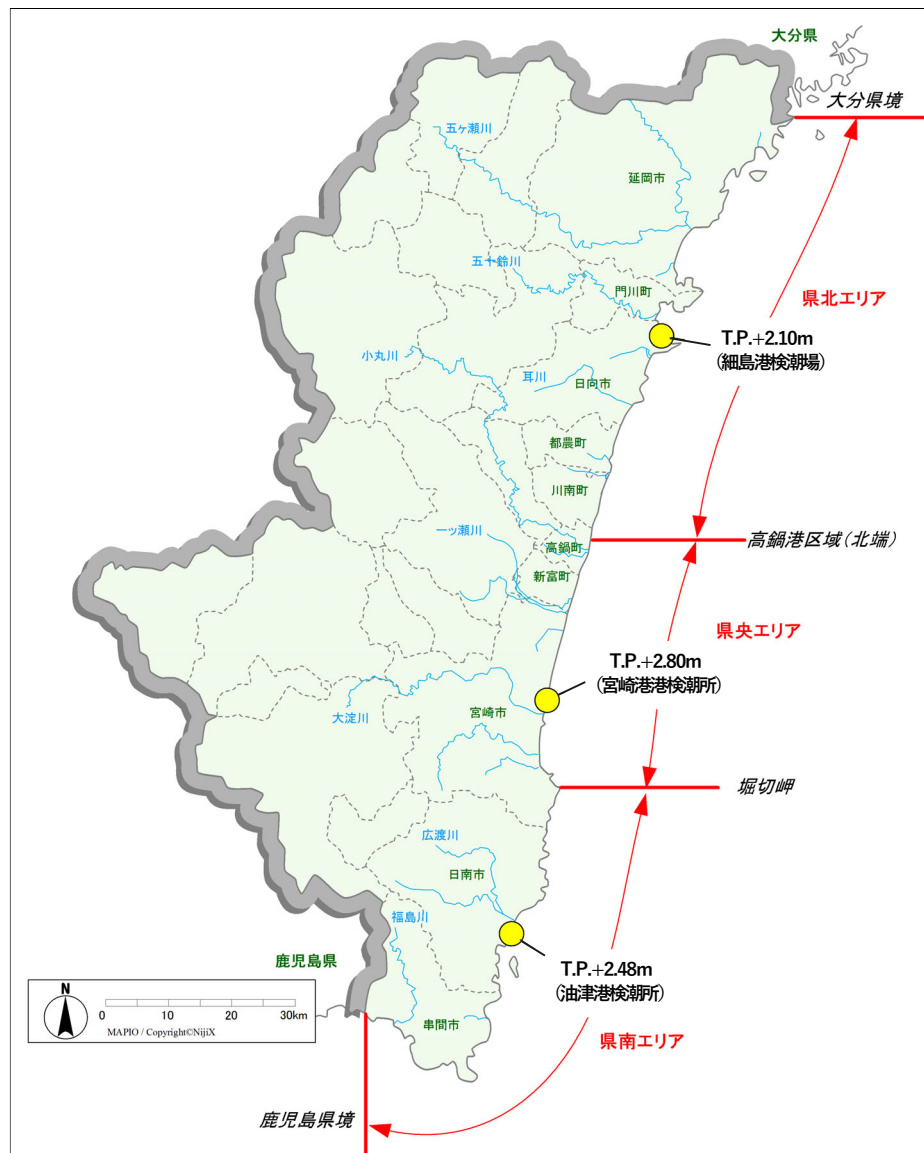 大分県
大分県境
五ヶ瀬川
延岡市
五十鈴川
門川町
県北エリア
T.P.+2.10m
（細島港検潮場）
小丸川
耳川
日向市
都農町
川南町
一ッ瀬川
高鍋町
高鍋港区域（北端）
新富町
県央エリア
T.P.+2.80m
（宮崎港港検潮所）
大淀川
宮崎市
堀切岬
広渡川
日南市
福島川
鹿児島県
T.P.+2.48m
（油津港検潮所）
N
0 10 20 30km
MAPIO / Copyright©NijiX
串間市
県南エリア
鹿児島県境